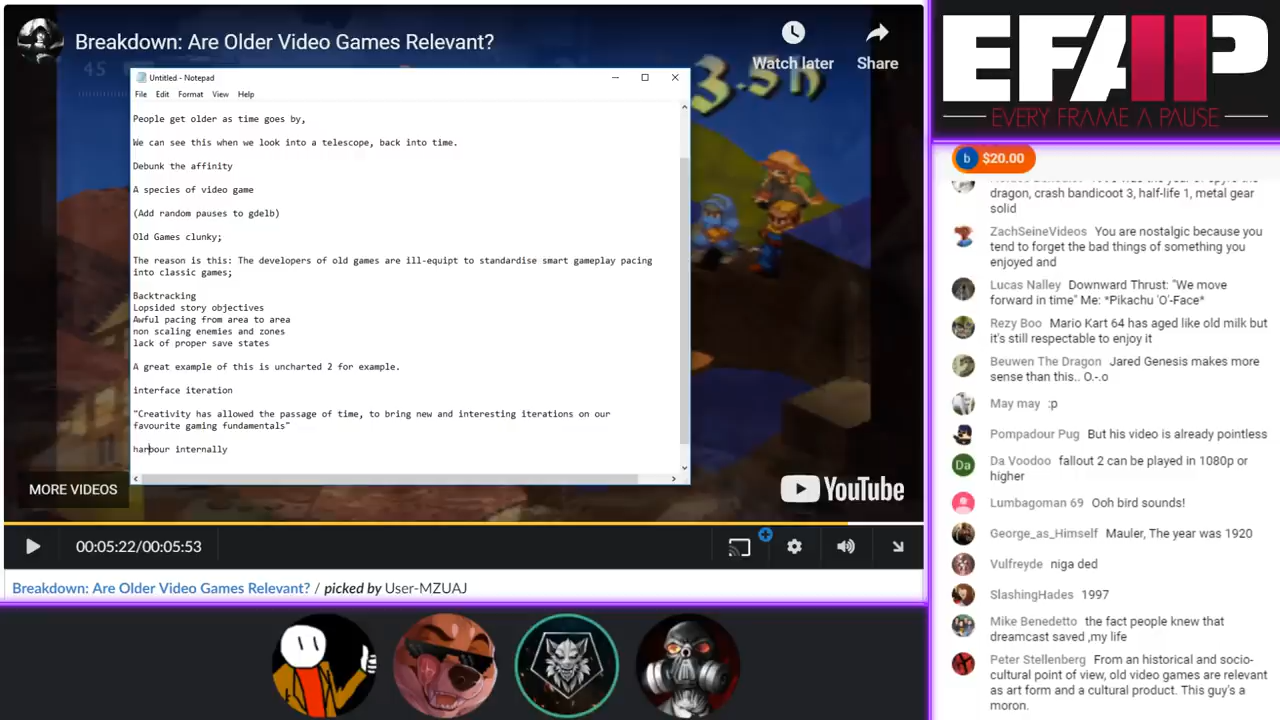 Breakdown: Are Older Video Games Relevant?
Watch later
Share
45
3.5h
Untitled - Notepad
File Edit Format View Help
People get older as time goes by,
We can see this when we look into a telescope, back into time.
Debunk the affinity
A species of video game
(Add random pauses to gdelb)
Old Games clunky;
The reason is this: The developers of old games are ill-equipt to standardise smart gameplay pacing
into classic games;
Backtracking
Lopsided story objectives
Awful pacing from area to area
non scaling enemies and zones
lack of proper save states
A great example of this is uncharted 2 for example.
interface iteration
"Creativity has allowed the passage of time, to bring new and interesting iterations on our
favourite gaming fundamentals"
harbour internally
MORE VIDEOS
YouTube
00:05:22/00:05:53
Breakdown: Are Older Video Games Relevant? / picked by User-MZUAJ
EFAP
EVERY FRAME A PAUSE
b $20.00
dragon, crash bandicoot 3, half-life 1, metal gear
solid
ZachSeineVideos You are nostalgic because you
tend to forget the bad things of something you
enjoyed and
Lucas Nalley Downward Thrust: "We move
forward in time" Me: *Pikachu 'O'-Face*
Rezy Boo Mario Kart 64 has aged like old milk but
it's still respectable to enjoy it
Beuwen The Dragon Jared Genesis makes more
sense than this.. O.-.o
May may :p
Pompadour Pug But his video is already pointless
Da
Da Voodoo fallout 2 can be played in 1080p or
higher
Lumbagoman 69 Ooh bird sounds!
George_as_Himself Mauler, The year was 1920
Vulfreyde niga ded
SlashingHades 1997
Mike Benedetto the fact people knew that
dreamcast saved ,my life
Peter Stellenberg From an historical and socio-
cultural point of view, old video games are relevant
as art form and a cultural product. This guy's a
moron.